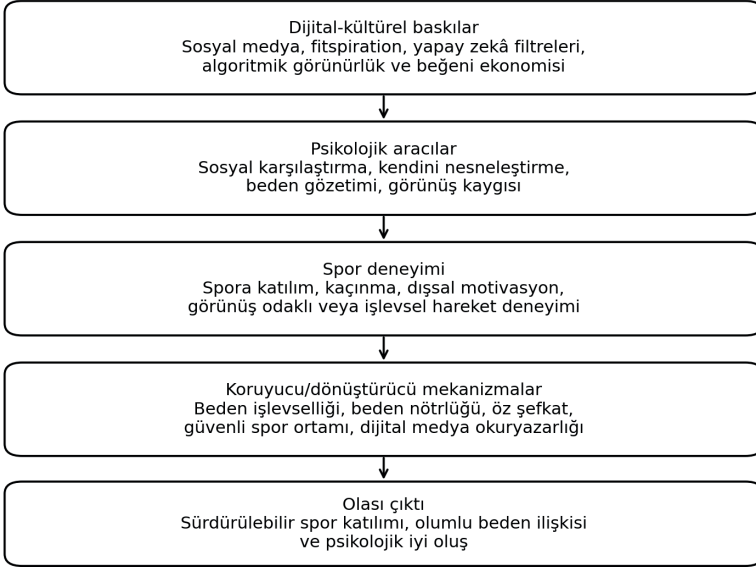 Dijital-kültürel baskılar
Sosyal medya, fitspiration, yapay zekâ filtreleri,
algoritmik görünürlük ve beğeni ekonomisi
Psikolojik aracılar
Sosyal karşılaştırma, kendini nesneleştirme,
beden gözetimi, görünüş kaygısı
Spor deneyimi
Spora katılım, kaçınma, dışsal motivasyon,
görünüş odaklı veya işlevsel hareket deneyimi
Koruyucu/dönüştürücü mekanizmalar
Beden işlevselliği, beden nötrlüğü, öz şefkat,
güvenli spor ortamı, dijital medya okuryazarlığı
Olası çıktı
Sürdürülebilir spor katılımı, olumlu beden ilişkisi
ve psikolojik iyi oluş